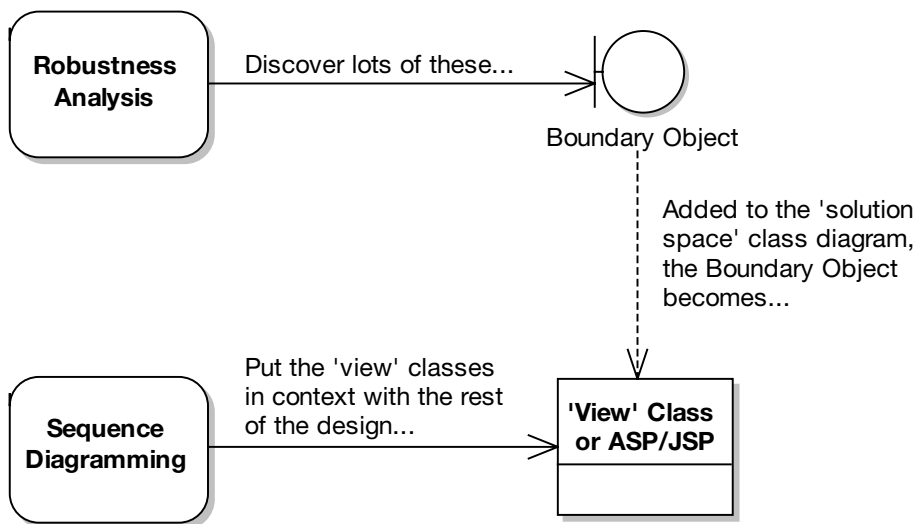 Robustness
Analysis
Discover lots of these...
Boundary Object
Added to the 'solution
space' class diagram,
the Boundary Object
becomes...
Sequence
Diagramming
Put the 'view' classes
in context with the rest
of the design...
'View' Class
or ASP/JSP